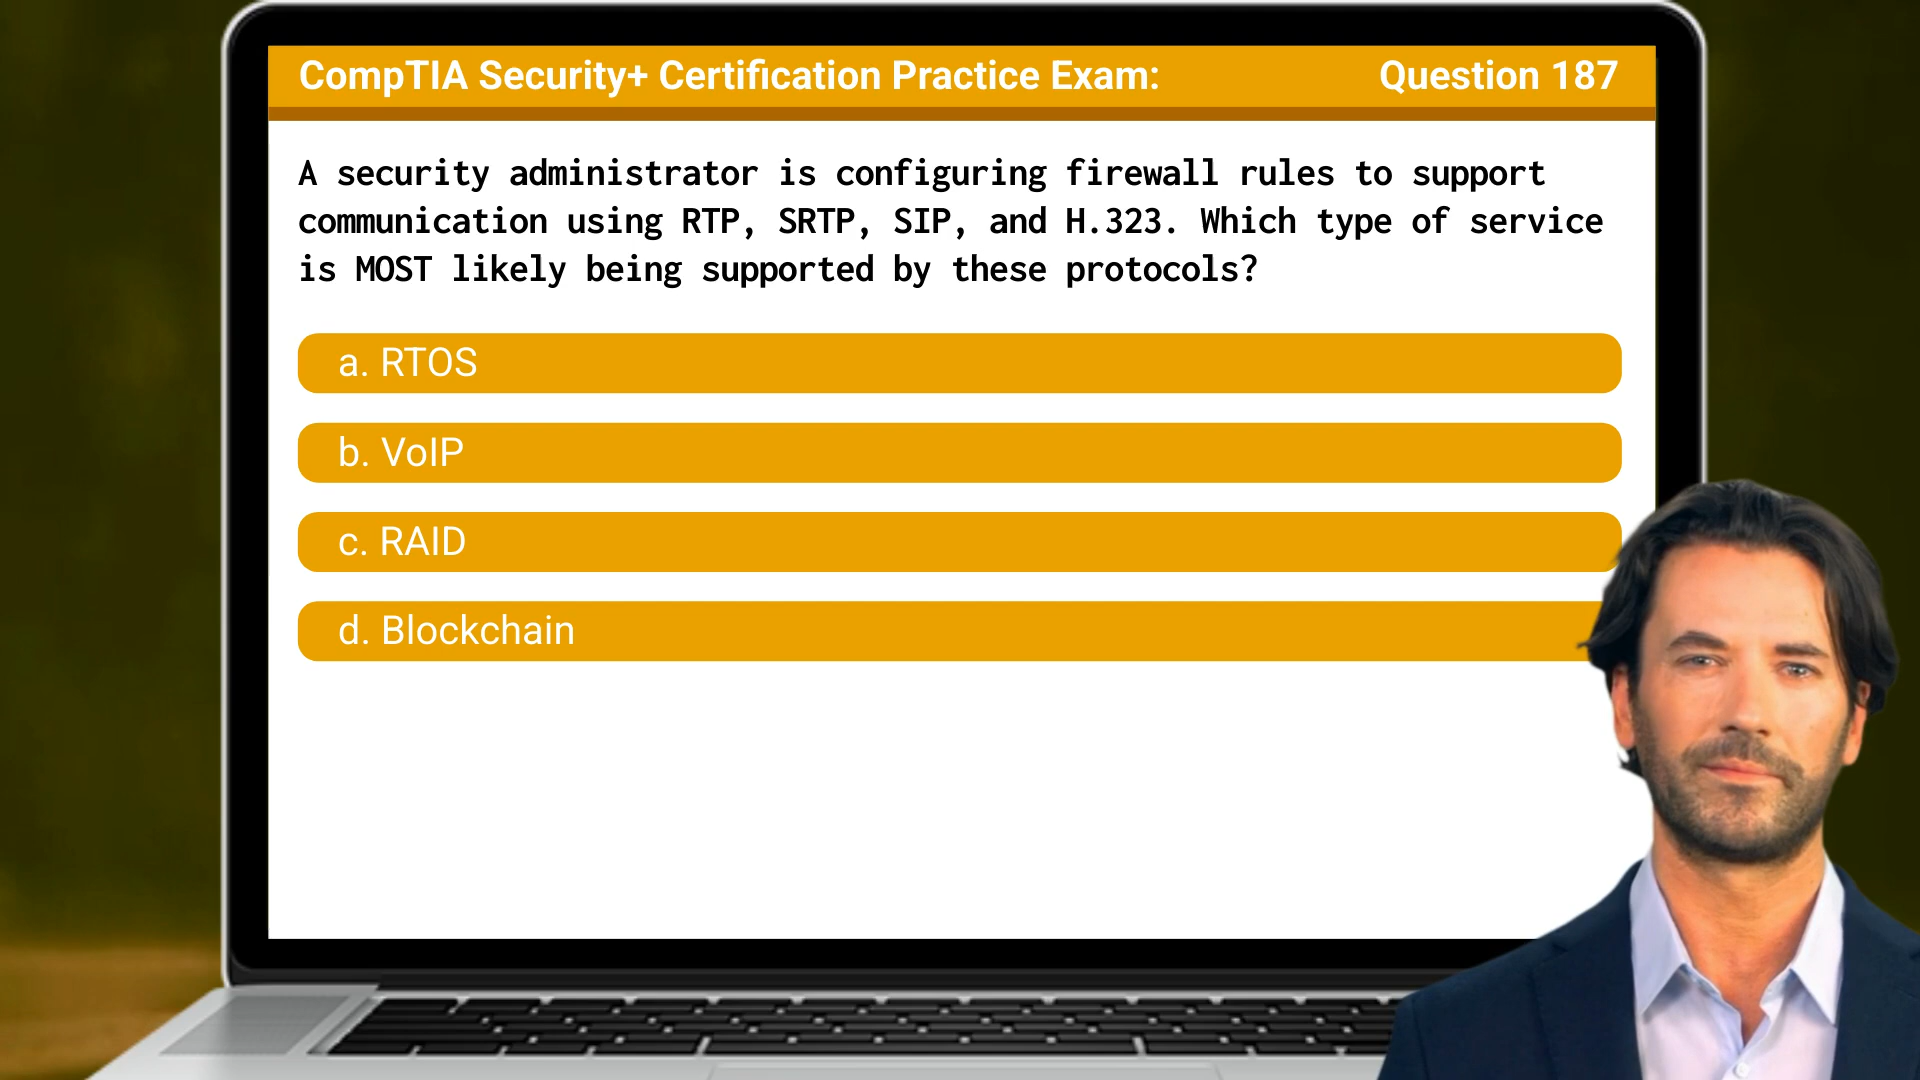 CompTIA Security+ Certification Practice Exam: Question 187
A security administrator is configuring firewall rules to support
communication using RTP, SRTP, SIP, and H.323. Which type of service
is MOST likely being supported by these protocols?
a. RTOS
b. VoIP
c. RAID
d. Blockchain